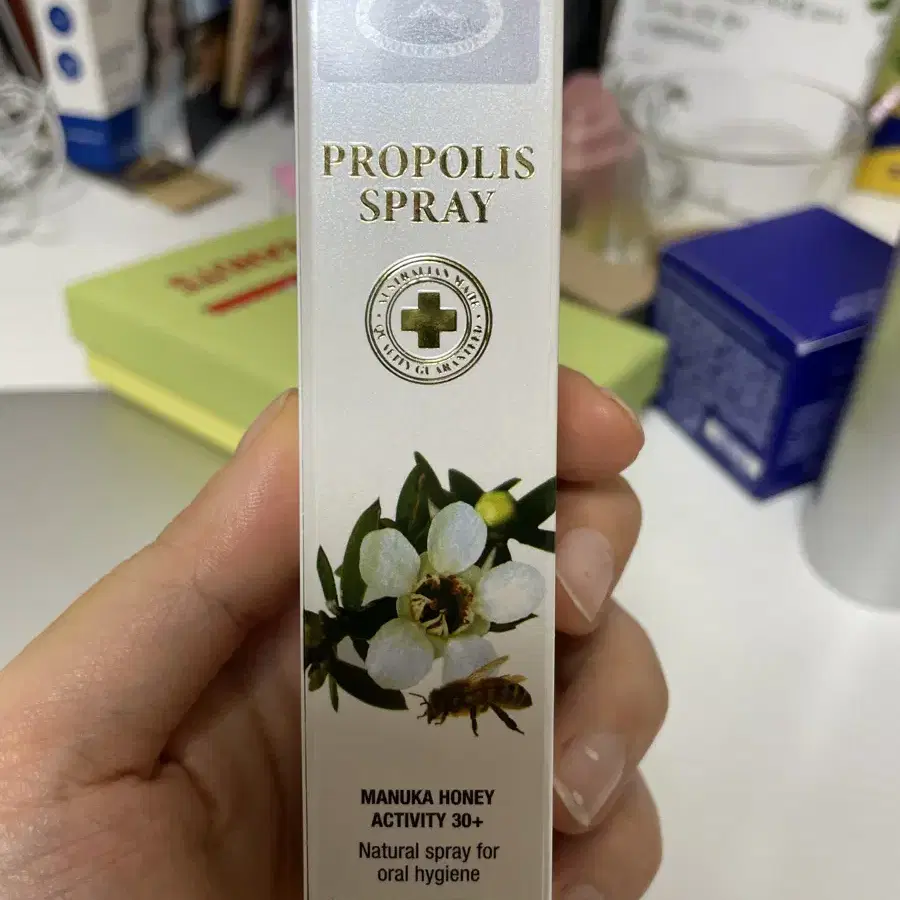 PROPOLIS
SPRAY
AUSTRALIAN MADE
QUALITY GUARANTEED
MANUKA HONEY
ACTIVITY 30+
Natural spray for
oral hygiene